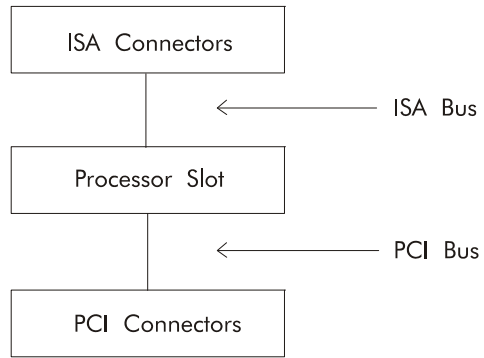 ISA Connectors
ISA Bus
Processor Slot
PCI Bus
PCI Connectors